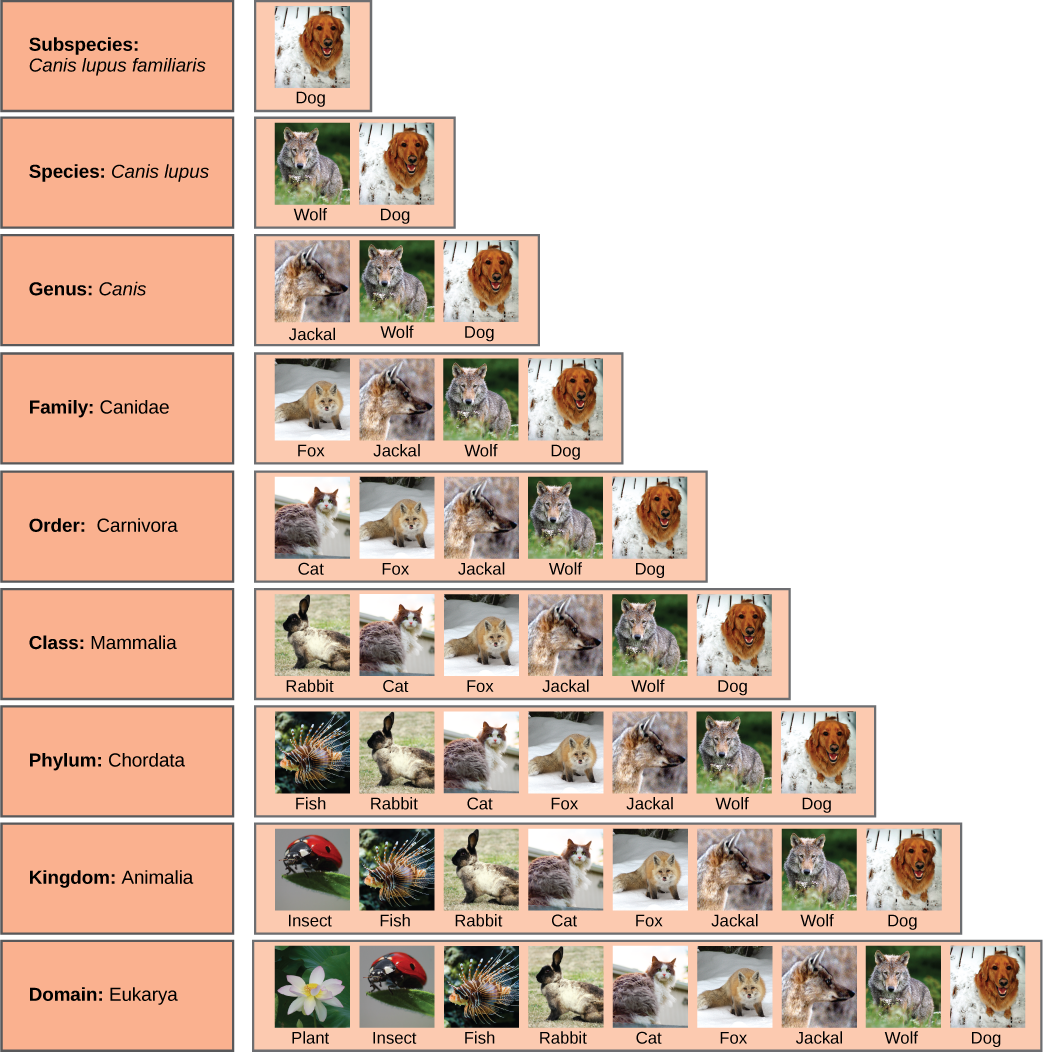 Subspecies:
Canis lupus familiaris
Dog
Species: Canis lupus
Wolf Dog
Genus: Canis
Jackal Wolf Dog
Family: Canidae
Fox Jackal Wolf Dog
Order: Carnivora
Cat Fox Jackal Wolf Dog
Class: Mammalia
Rabbit Cat Fox Jackal Wolf Dog
Phylum: Chordata
Fish Rabbit Cat Fox Jackal Wolf Dog
Kingdom: Animalia
Insect Fish Rabbit Cat Fox Jackal Wolf Dog
Domain: Eukarya
Plant Insect Fish Rabbit Cat Fox Jackal Wolf Dog